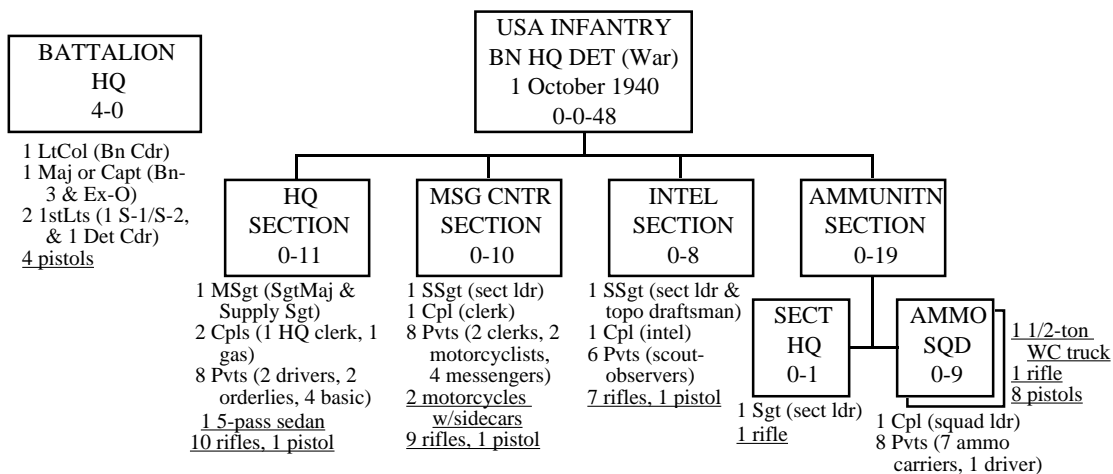 BATTALION
HQ
4-0
1 LtCol (Bn Cdr)
1 Maj or Capt (Bn-
3 & Ex-O)
2 1stLts (1 S-1/S-2,
& 1 Det Cdr)
4 pistols
USA INFANTRY
BN HQ DET (War)
1 October 1940
0-0-48
HQ
SECTION
0-11
1 MSgt (SgtMaj &
Supply Sgt)
2 Cpls (1 HQ clerk, 1
gas)
8 Pvts (2 drivers, 2
orderlies, 4 basic)
1 5-pass sedan
10 rifles, 1 pistol
MSG CNTR
SECTION
0-10
1 SSgt (sect ldr)
1 Cpl (clerk)
8 Pvts (2 clerks, 2
motorcyclists,
4 messengers)
2 motorcycles
w/sidecars
9 rifles, 1 pistol
INTEL
SECTION
0-8
1 SSgt (sect ldr &
topo draftsman)
1 Cpl (intel)
6 Pvts (scout-
observers)
7 rifles, 1 pistol
AMMUNITN
SECTION
0-19
SECT
HQ
0-1
1 Sgt (sect ldr)
1 rifle
AMMO
SQD
0-9
1 Cpl (squad ldr)
8 Pvts (7 ammo
carriers, 1 driver)
1 1/2-ton
WC truck
1 rifle
8 pistols